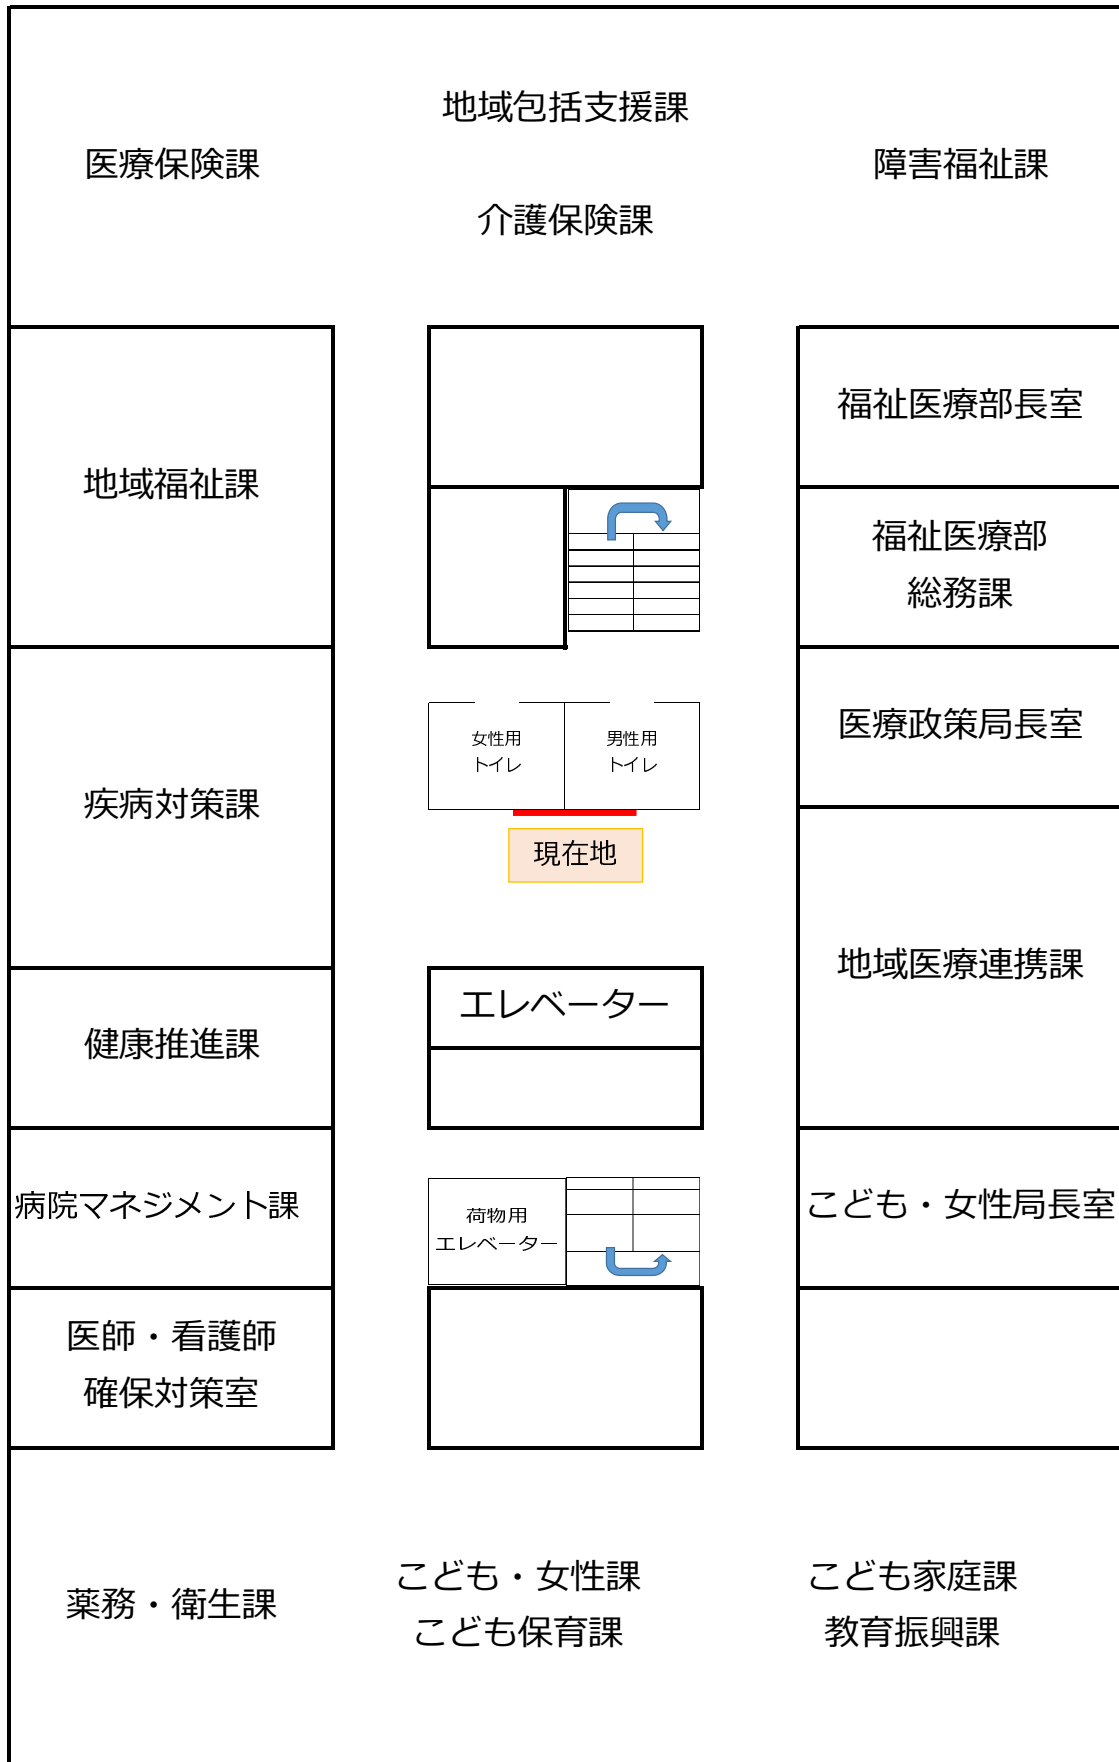 地域包括支援課
医療保険課
障害福祉課
介護保険課
福祉医療部長室
地域福祉課
福祉医療部
総務課
医療政策局長室
女性用
トイレ
男性用
トイレ
疾病対策課
現在地
地域医療連携課
エレベーター
健康推進課
病院マネジメント課
荷物用
エレベーター
こども・女性局長室
医師・看護師
確保対策室
薬務・衛生課
こども・女性課
こども保育課
こども家庭課
教育振興課